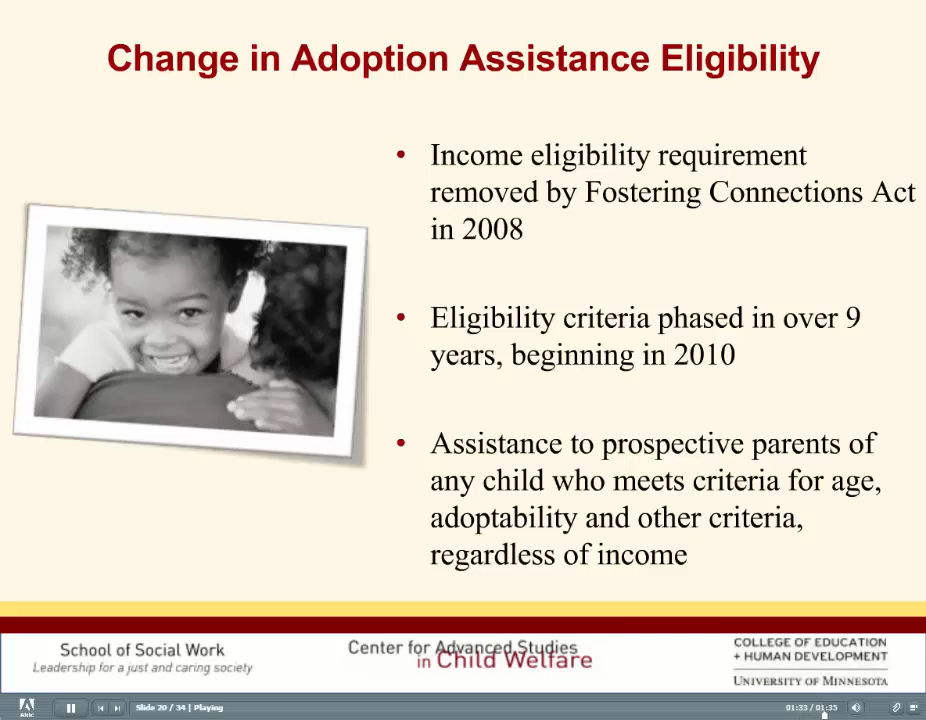 Change in Adoption Assistance Eligibility
• Income eligibility requirement
removed by Fostering Connections Act
in 2008
• Eligibility criteria phased in over 9
years, beginning in 2010
• Assistance to prospective parents of
any child who meets criteria for age,
adoptability and other criteria,
regardless of income
School of Social Work
Leadership for a just and caring society
Center for Advanced Studies
in Child Welfare
COLLEGE OF EDUCATION
+ HUMAN DEVELOPMENT
UNIVERSITY OF MINNESOTA
Slide 20 / 34 | Playing
01:33 / 01:35